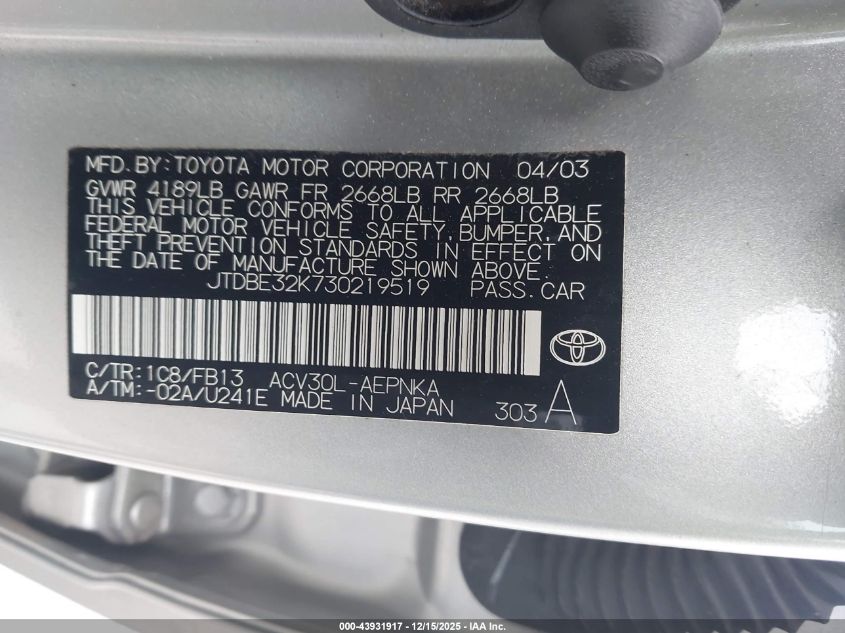 MFD. BY: TOYOTA MOTOR CORPORATION 04/03
GVWR 4189LB GAWR FR 2668LB RR 2668LB
THIS VEHICLE CONFORMS TO ALL APPLICABLE
FEDERAL MOTOR VEHICLE SAFETY, BUMPER, AND
THEFT PREVENTION STANDARDS IN EFFECT ON
THE DATE OF MANUFACTURE SHOWN ABOVE.
JTDBE32K730219519 PASS. CAR
C/TR: 1C8/FB13 ACV30L-AEPNKA
A/TM: -02A/U241E MADE IN JAPAN 303 A
000-43931917 - 12/15/2025 - IAA, Inc.